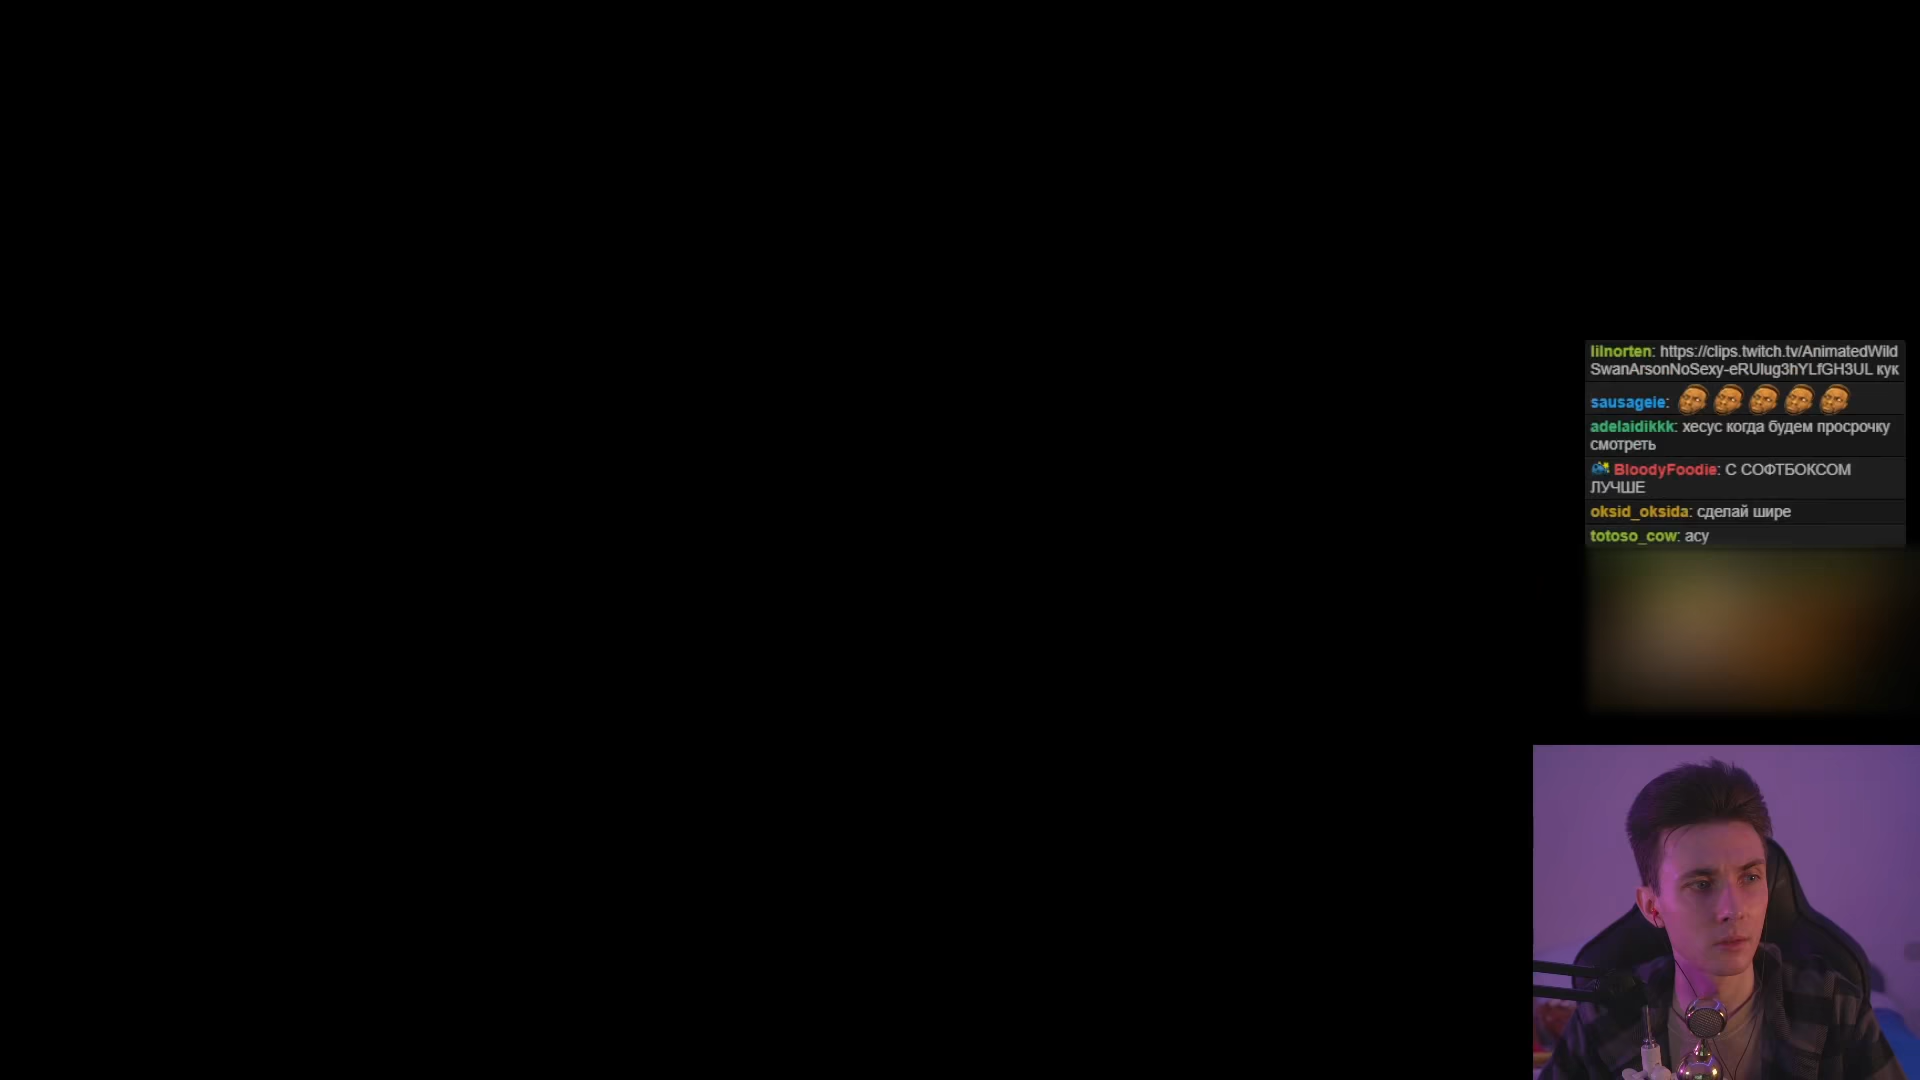 lilnorten: https://clips.twitch.tv/AnimatedWild
SwanArsonNoSexy-eRUlug3hYLfGH3UL кук
sausageie:
adelaidikkk: хесус когда будем просрочку
смотреть
BloodyFoodie: С СОФТБОКСОМ
ЛУЧШЕ
oksid_oksida: сделай шире
totoso_cow: асу